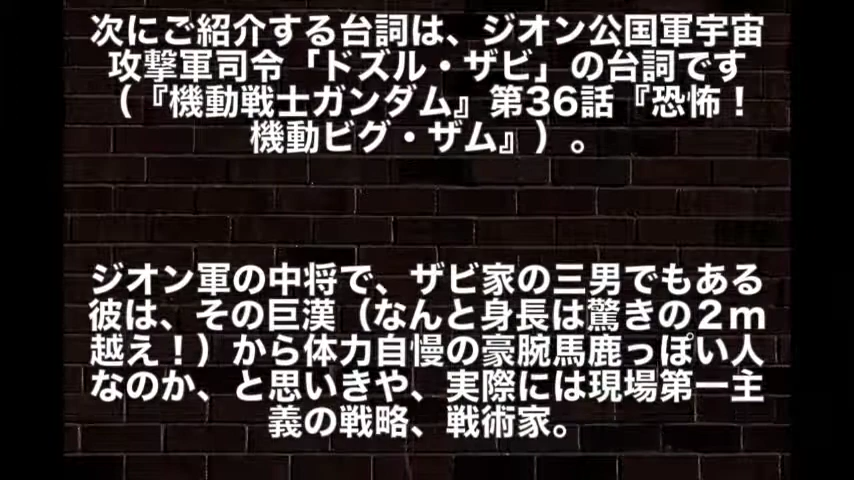 次にご紹介する台詞は、ジオン公国軍宇宙
攻撃軍司令「ドズル・ザビ」の台詞です
（『機動戦士ガンダム』第36話『恐怖！
機動ビグ・ザム』）。
ジオン軍の中将で、ザビ家の三男でもある
彼は、その巨漢（なんと身長は驚きの２ｍ
越え！）から体力自慢の豪腕馬鹿っぽい人
なのか、と思いきや、実際には現場第一主
義の戦略、戦術家。